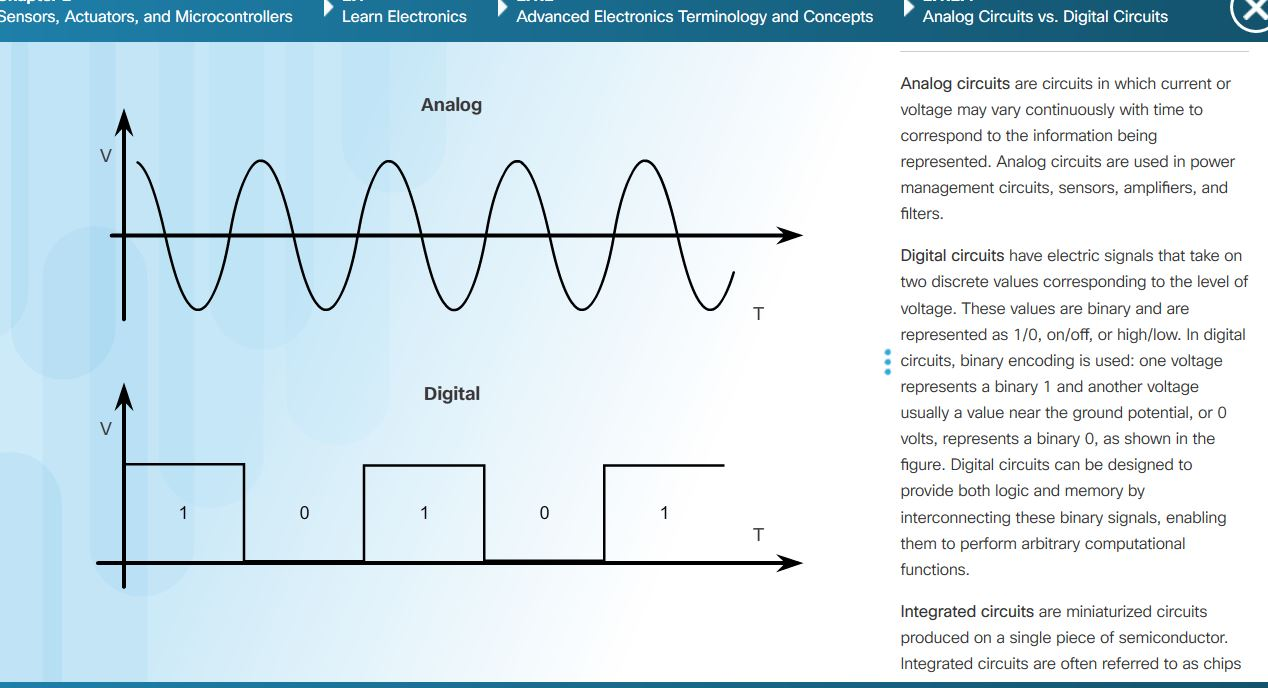 Sensors, Actuators, and Microcontrollers
Learn Electronics
Advanced Electronics Terminology and Concepts
Analog Circuits vs. Digital Circuits
Analog
V
T
Digital
V
1
0
1
0
1
T
Analog circuits are circuits in which current or
voltage may vary continuously with time to
correspond to the information being
represented. Analog circuits are used in power
management circuits, sensors, amplifiers, and
filters.
Digital circuits have electric signals that take on
two discrete values corresponding to the level of
voltage. These values are binary and are
represented as 1/0, on/off, or high/low. In digital
circuits, binary encoding is used: one voltage
represents a binary 1 and another voltage
usually a value near the ground potential, or 0
volts, represents a binary 0, as shown in the
figure. Digital circuits can be designed to
provide both logic and memory by
interconnecting these binary signals, enabling
them to perform arbitrary computational
functions.
Integrated circuits are miniaturized circuits
produced on a single piece of semiconductor.
Integrated circuits are often referred to as chips